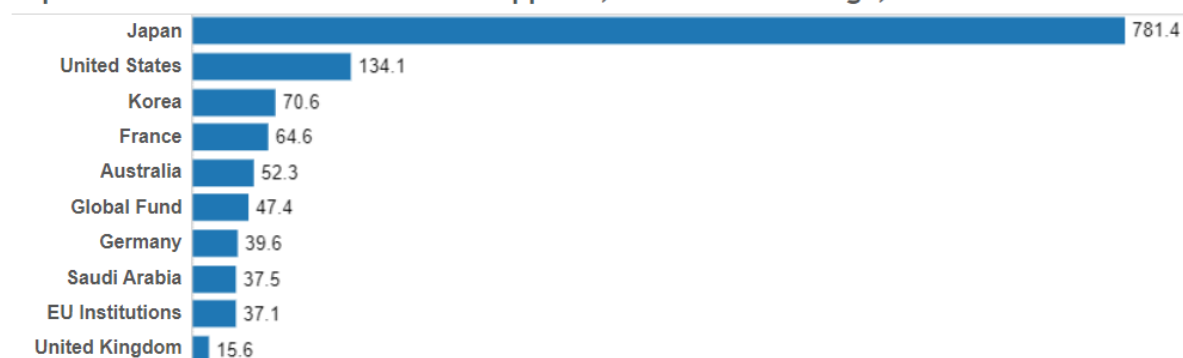 Japan 781.4
United States 134.1
Korea 70.6
France 64.6
Australia 52.3
Global Fund 47.4
Germany 39.6
Saudi Arabia 37.5
EU Institutions 37.1
United Kingdom 15.6